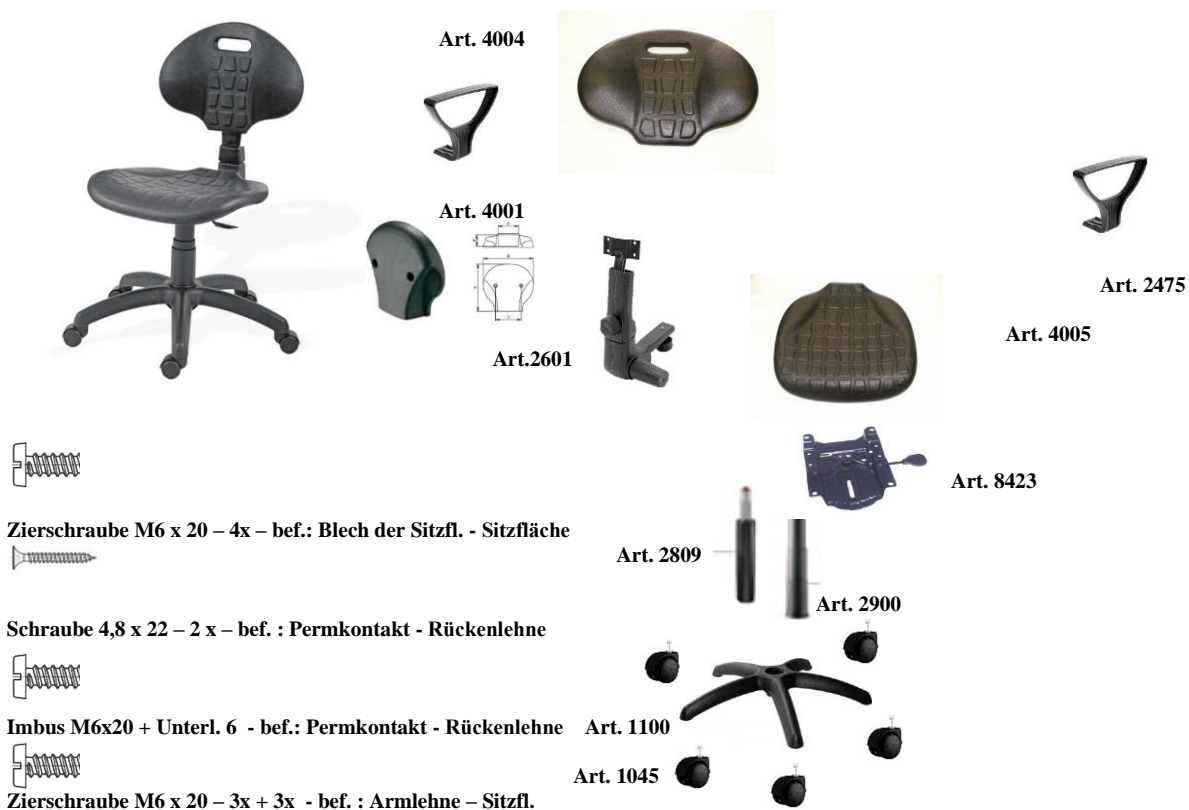 Art. 4004
Art. 4001
Art. 2475
Art. 4005
Art.2601
Art. 8423
Zierschraube M6 x 20 – 4x – bef.: Blech der Sitzfl. - Sitzfläche
Art. 2809
Art. 2900
Schraube 4,8 x 22 – 2 x – bef. : Permkontakt - Rückenlehne
Imbus M6x20 + Unterl. 6 - bef.: Permkontakt - Rückenlehne
Art. 1100
Art. 1045
Zierschraube M6 x 20 – 3x + 3x - bef. : Armlehne – Sitzfl.